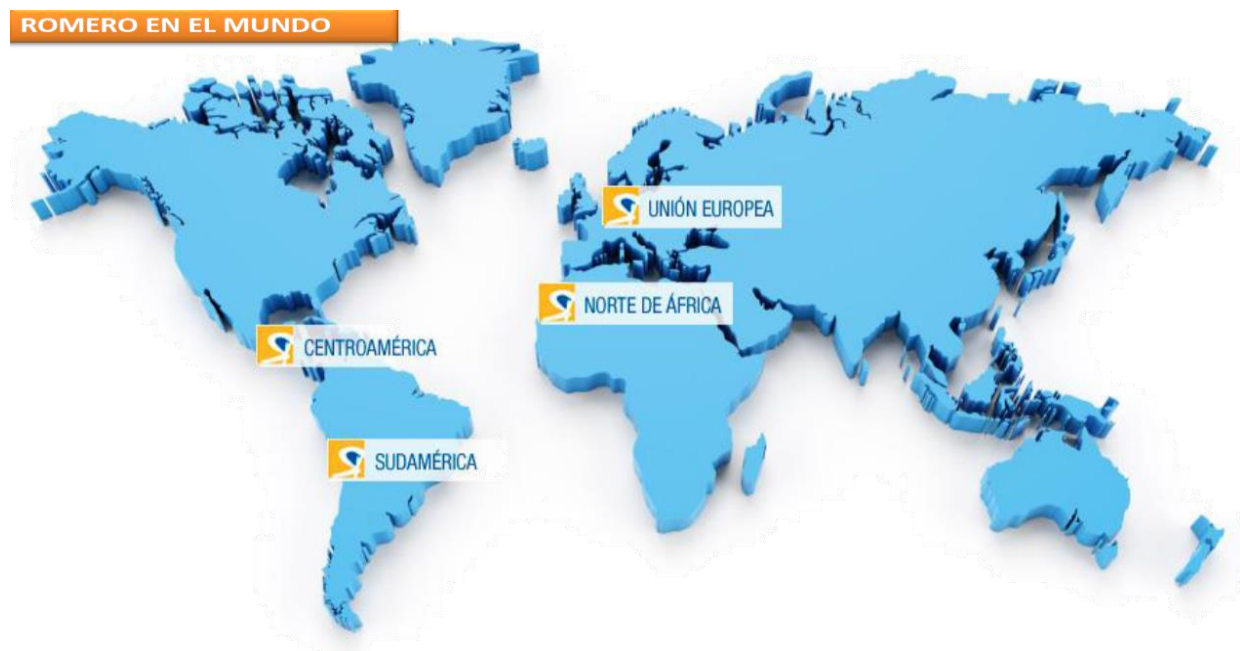 ROMERO EN EL MUNDO
UNIÓN EUROPEA
NORTE DE ÁFRICA
CENTROAMÉRICA
SUDAMÉRICA